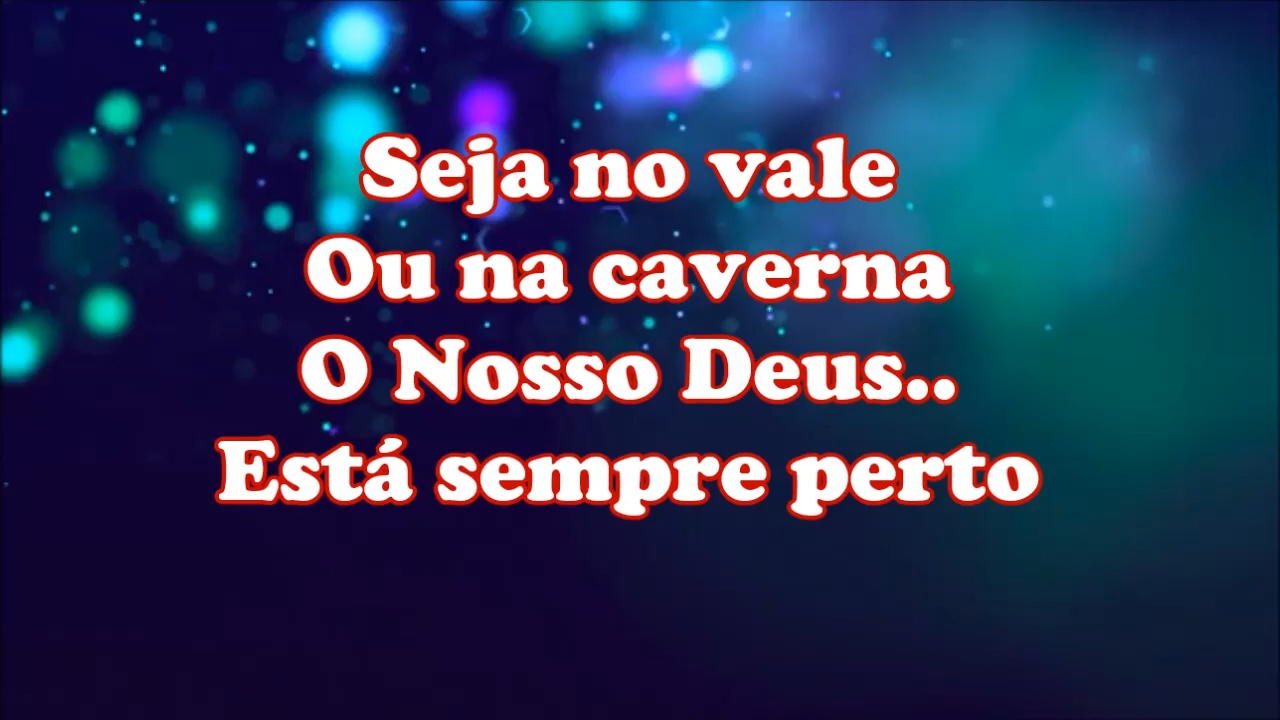 Seja no vale
Ou na caverna
O Nosso Deus..
Está sempre perto